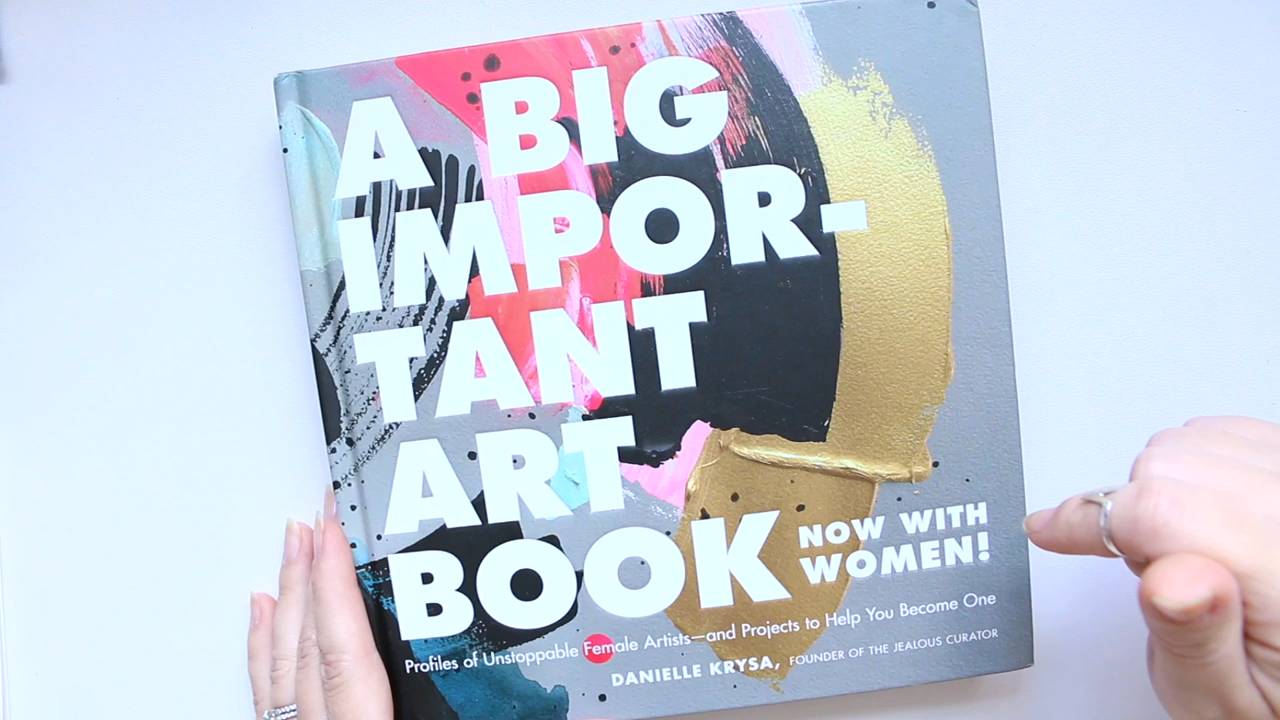 A BIG
IMPOR-
TANT
ART
BOOK
NOW WITH
WOMEN!
Profiles of Unstoppable Female Artists—and Projects to Help You Become One
DANIELLE KRYSA, FOUNDER OF THE JEALOUS CURATOR